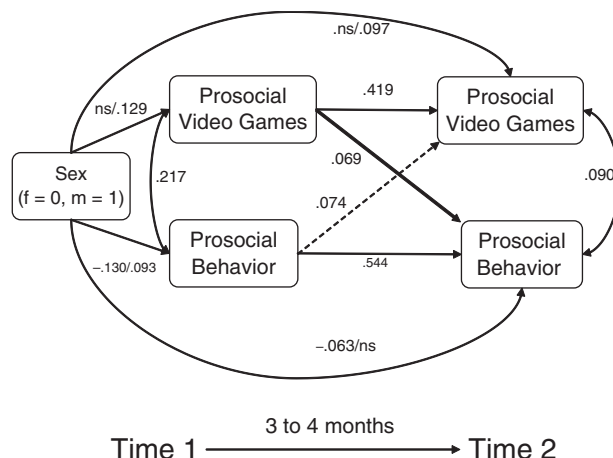 .ns/.097
ns/.129
Prosocial
Video Games
.419
Prosocial
Video Games
.069
Sex
(f = 0, m = 1)
.217
.074
.090
Prosocial
Behavior
Prosocial
Behavior
–.130/.093
.544
–.063/ns
3 to 4 months
Time 1
Time 2